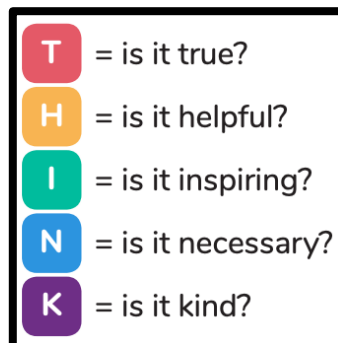 T = is it true?
H = is it helpful?
I = is it inspiring?
N = is it necessary?
K = is it kind?